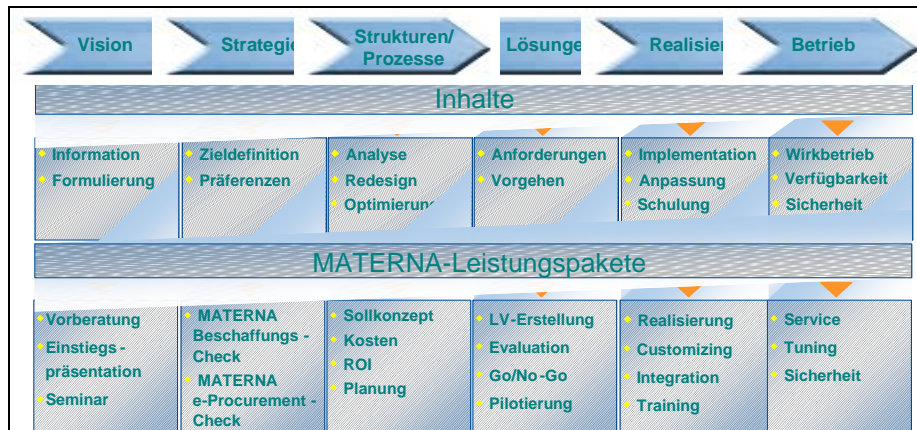 Vision
Strategie
Strukturen/
Prozesse
Lösunge
Realisier
Betrieb
Inhalte
Information
Formulierung
Zieldefinition
Präferenzen
Analyse
Redesign
Optimierung
Anforderungen
Vorgehen
Implementation
Anpassung
Schulung
Wirkbetrieb
Verfügbarkeit
Sicherheit
MATERNA-Leistungspakete
Vorberatung
Einstiegs -
präsentation
Seminar
MATERNA
Beschaffungs -
Check
MATERNA
e-Procurement -
Check
Sollkonzept
Kosten
ROI
Planung
LV-Erstellung
Evaluation
Go/No-Go
Pilotierung
Realisierung
Customizing
Integration
Training
Service
Tuning
Sicherheit